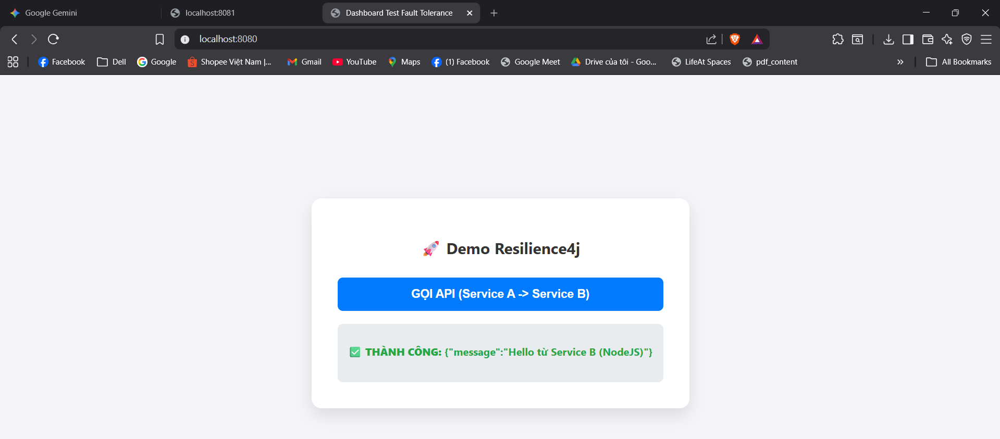 Google Gemini
localhost:8081
Dashboard Test Fault Tolerance
localhost:8080
Facebook
Dell
Google
Shopee Việt Nam |...
Gmail
YouTube
Maps
(1) Facebook
Google Meet
Drive của tôi - Goo...
LifeAt Spaces
pdf_content
All Bookmarks
🚀 Demo Resilience4j
GỌI API (Service A -> Service B)
✅ THÀNH CÔNG: {"message":"Hello từ Service B (NodeJS)"}